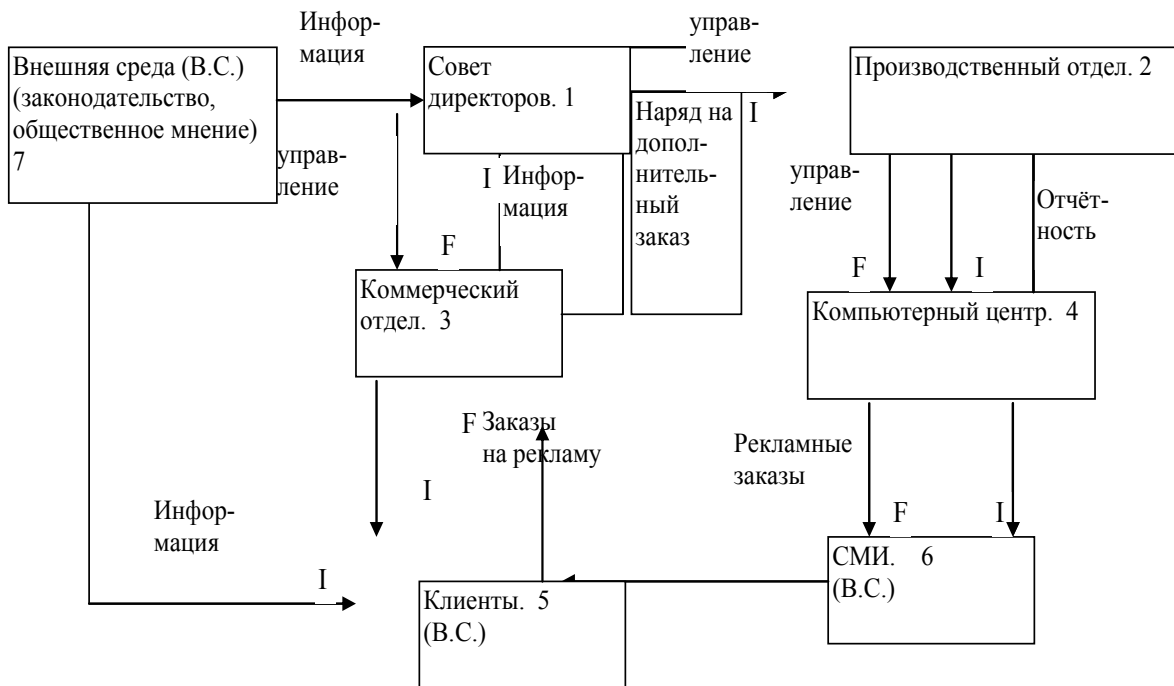 Инфор-
мация
управ-
ление
Внешняя среда (В.С.)
(законодательство,
общественное мнение)
7
Совет
директоров. 1
Производственный отдел. 2
Наряд на
допол-
нитель-
ный
заказ
I
управ-
ление
I
Инфор-
мация
управ-
ление
Отчёт-
ность
F
F
I
Коммерческий
отдел. 3
Компьютерный центр. 4
F
Заказы
на рекламу
Рекламные
заказы
I
Инфор-
мация
F
I
I
СМИ. 6
(В.С.)
Клиенты. 5
(В.С.)